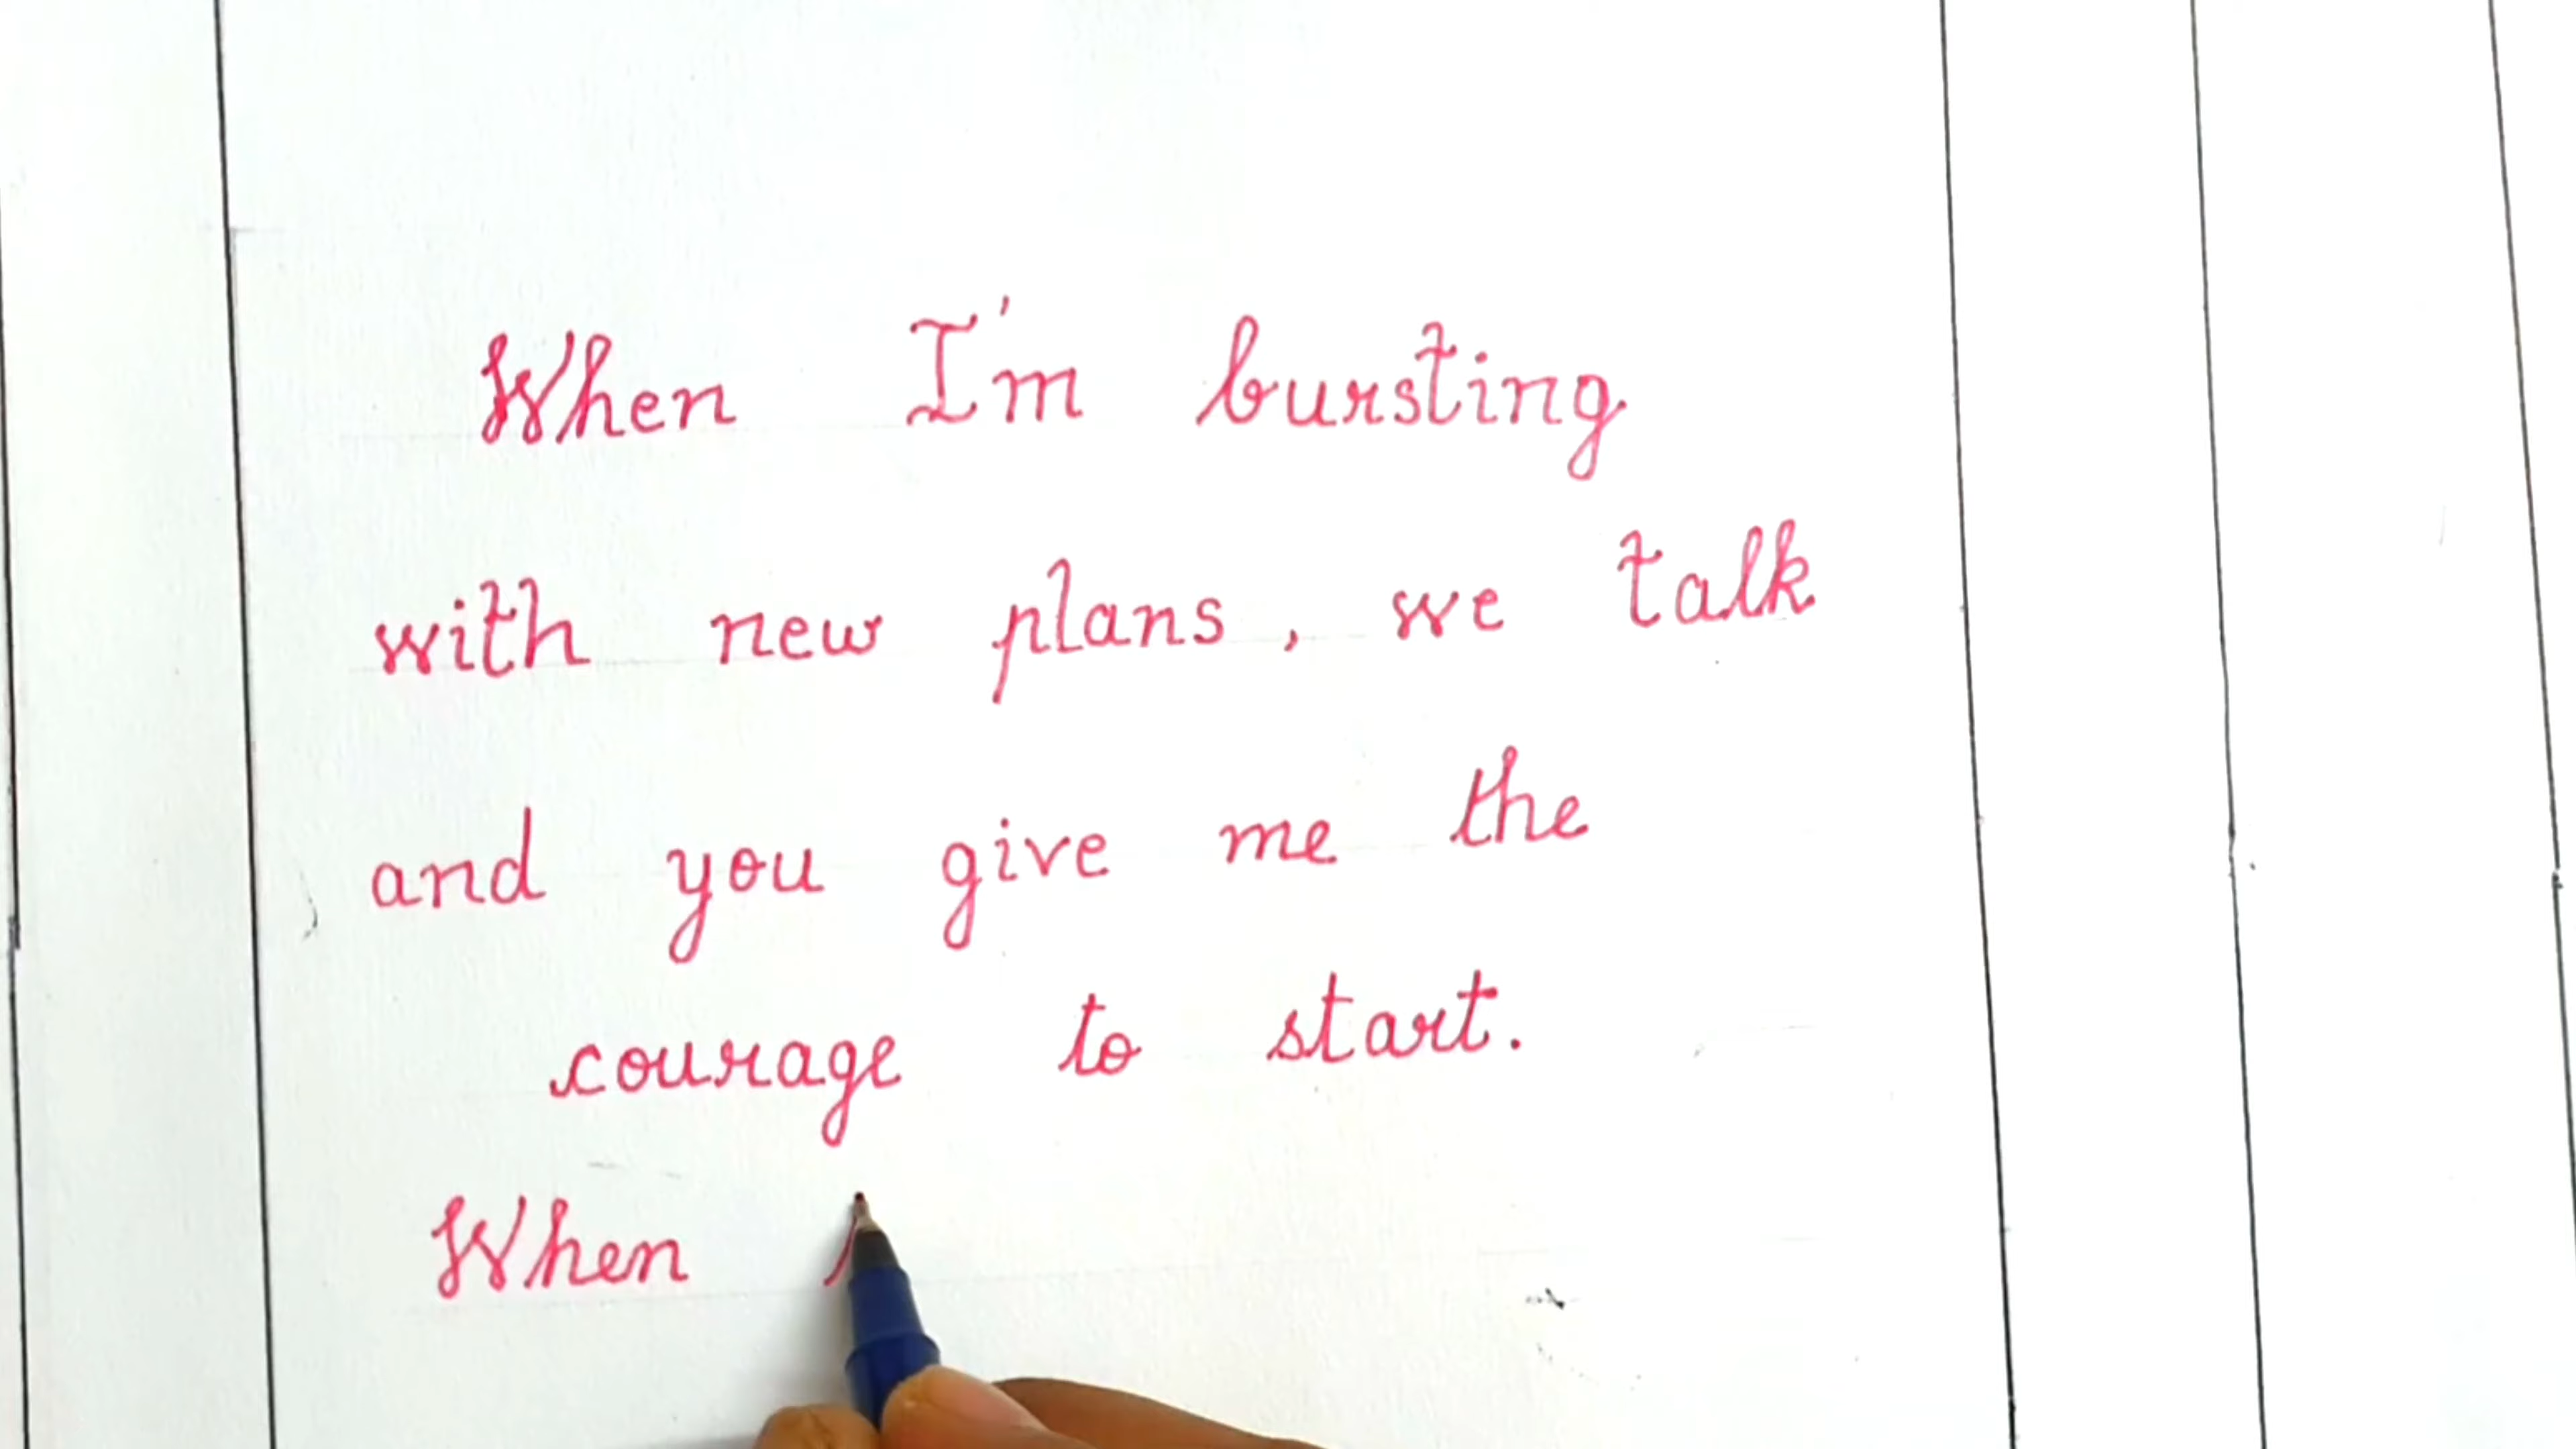 When I'm bursting
with new plans, we talk
and you give me the
courage to start.
When